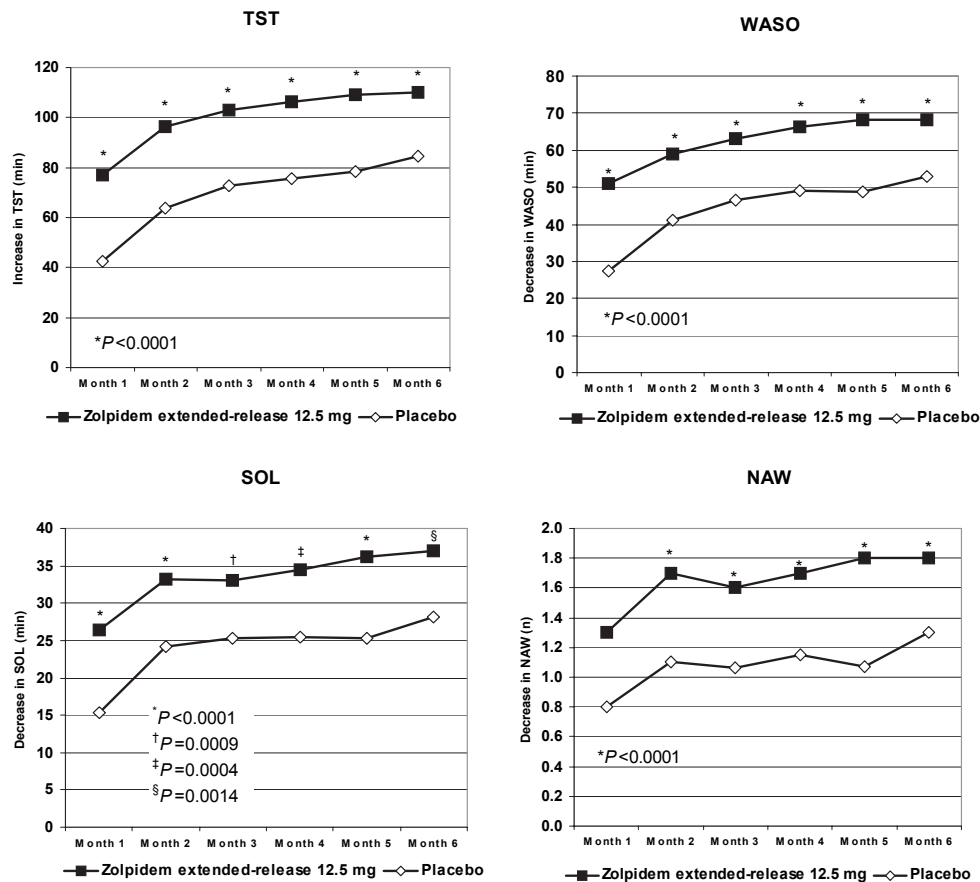 TST
Increase in TST (min)
120
100
80
60
40
20
0
* * * * * *
*P<0.0001
Month 1 Month 2 Month 3 Month 4 Month 5 Month 6
Zolpidem extended-release 12.5 mg Placebo
WASO
Decrease in WASO (min)
80
70
60
50
40
30
20
10
0
* * * * * *
*P<0.0001
Month 1 Month 2 Month 3 Month 4 Month 5 Month 6
Zolpidem extended-release 12.5 mg Placebo
SOL
Decrease in SOL (min)
40
35
30
25
20
15
10
5
0
* * † ‡ * §
*P<0.0001
†P=0.0009
‡P=0.0004
§P=0.0014
Month 1 Month 2 Month 3 Month 4 Month 5 Month 6
Zolpidem extended-release 12.5 mg Placebo
NAW
Decrease in NAW (n)
2.0
1.8
1.6
1.4
1.2
1.0
0.8
0.6
0.4
0.2
0.0
* * * * *
*P<0.0001
Month 1 Month 2 Month 3 Month 4 Month 5 Month 6
Zolpidem extended-release 12.5 mg Placebo